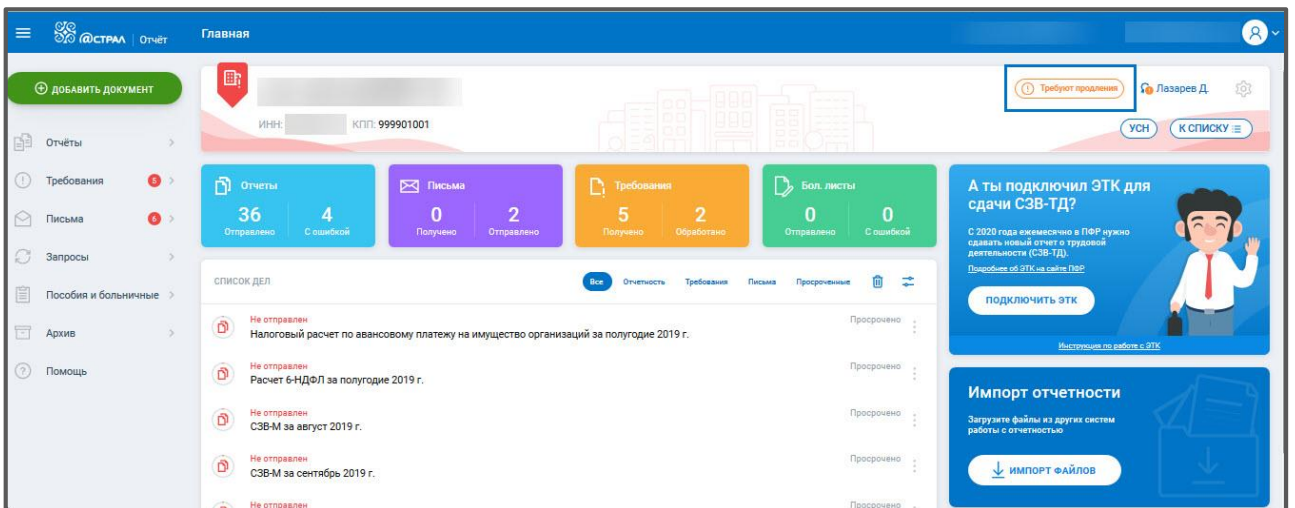 @СТРАЛ | Отчёт
Главная
ДОБАВИТЬ ДОКУМЕНТ
Отчёты
Требования 5
Письма 6
Запросы
Пособия и больничные
Архив
Помощь
ИНН: КПП: 999901001
Требуют продления
Лазарев Д.
УСН
К СПИСКУ
Отчеты
36 4
Отправлено С ошибкой
Письма
0 2
Получено Отправлено
Требования
5 2
Получено Обработано
Бол. листы
0 0
Отправлено С ошибкой
СПИСОК ДЕЛ
Все Отчетность Требования Письма Просроченные
Не отправлен
Налоговый расчет по авансовому платежу на имущество организаций за полугодие 2019 г.
Просрочено
Не отправлен
Расчет 6-НДФЛ за полугодие 2019 г.
Просрочено
Не отправлен
СЗВ-М за август 2019 г.
Просрочено
Не отправлен
СЗВ-М за сентябрь 2019 г.
Просрочено
Не отправлен
Просрочено
А ты подключил ЭТК для
сдачи СЗВ-ТД?
С 2020 года ежемесячно в ПФР нужно
сдавать новый отчет о трудовой
деятельности (СЗВ-ТД).
Подробнее об ЭТК на сайте ПФР
ПОДКЛЮЧИТЬ ЭТК
Инструкция по работе с ЭТК
Импорт отчетности
Загрузите файлы из других систем
работы с отчетностью
ИМПОРТ ФАЙЛОВ